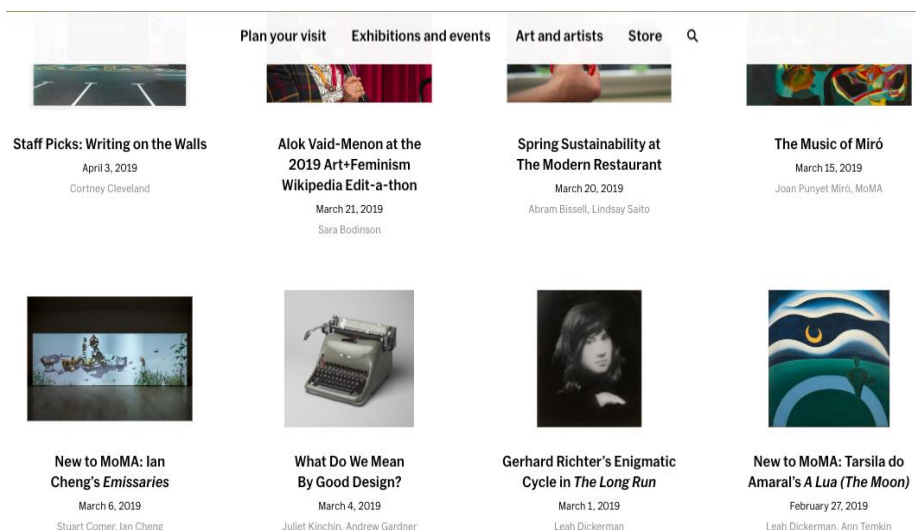 Plan your visit Exhibitions and events Art and artists Store
Staff Picks: Writing on the Walls
April 3, 2019
Cortney Cleveland
Alok Vaid-Menon at the
2019 Art+Feminism
Wikipedia Edit-a-thon
March 21, 2019
Sara Bodinson
Spring Sustainability at
The Modern Restaurant
March 20, 2019
Abram Bissell, Lindsay Saito
The Music of Miró
March 15, 2019
Joan Punyet Miró, MoMA
New to MoMA: Ian
Cheng’s Emissaries
March 6, 2019
Stuart Comer, Ian Cheng
What Do We Mean
By Good Design?
March 4, 2019
Juliet Kinchin, Andrew Gardner
Gerhard Richter’s Enigmatic
Cycle in The Long Run
March 1, 2019
Leah Dickerman
New to MoMA: Tarsila do
Amaral’s A Lua (The Moon)
February 27, 2019
Leah Dickerman, Ann Temkin